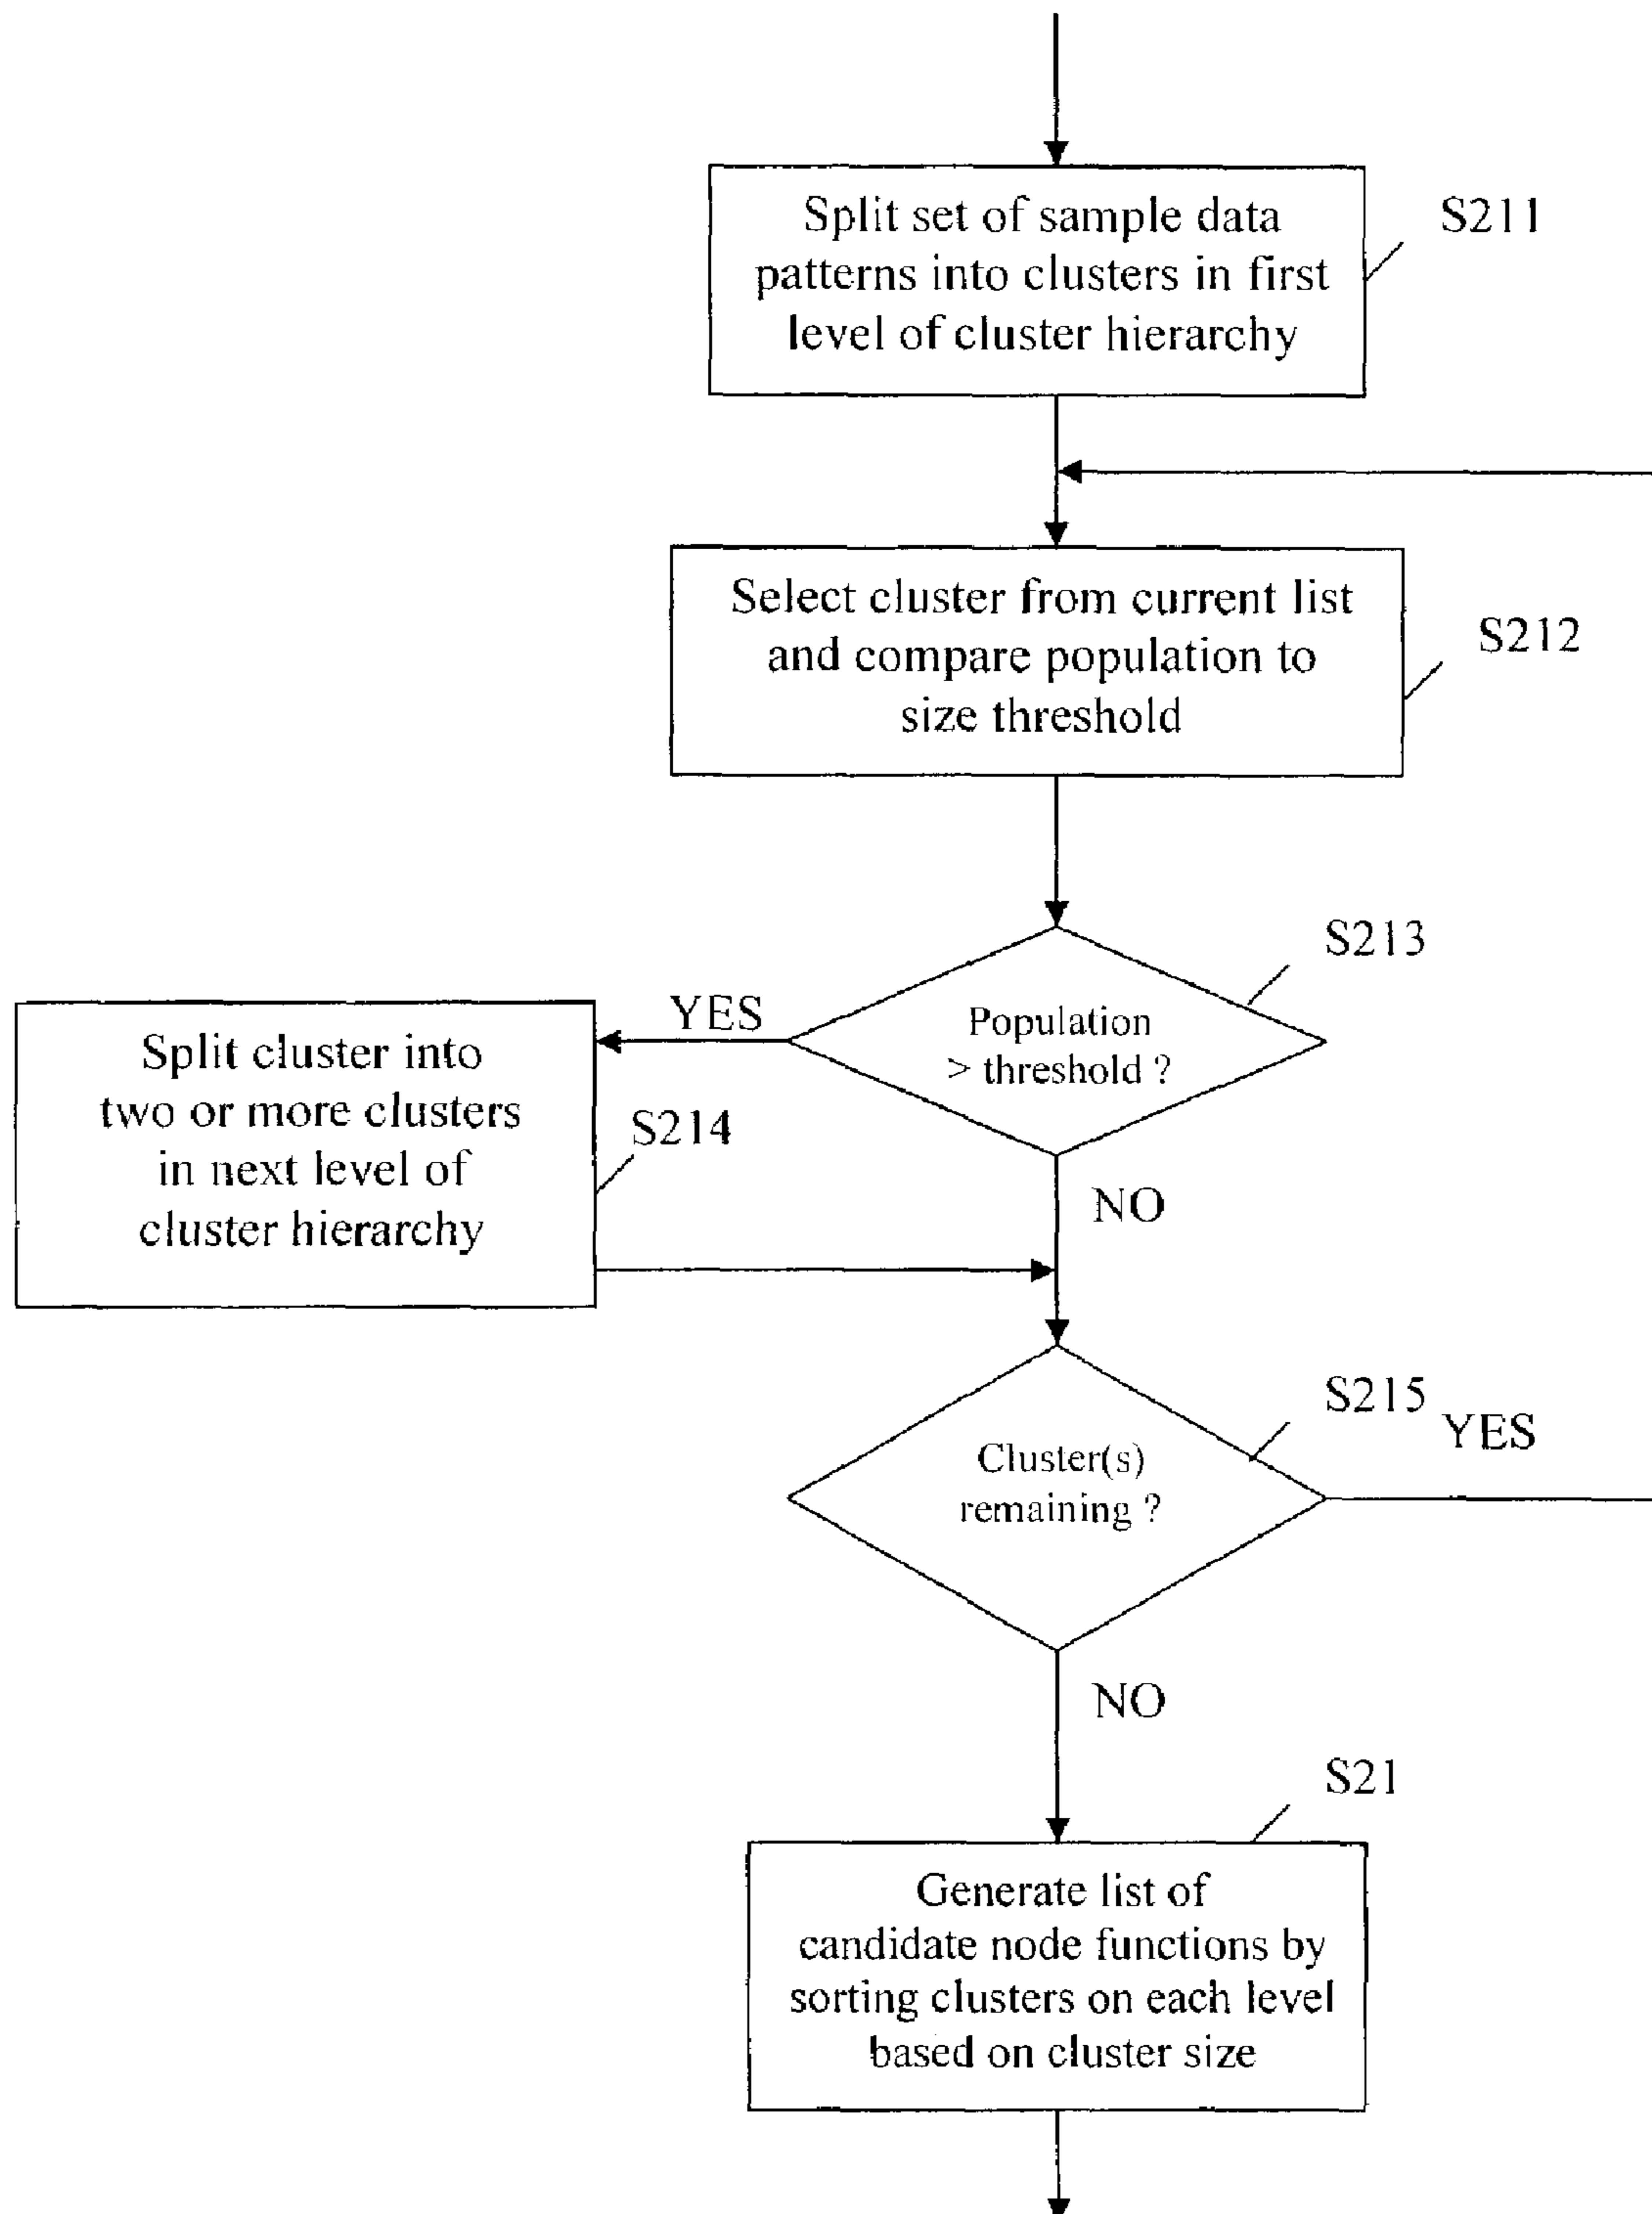 Split set of sample data
patterns into clusters in first
level of cluster hierarchy
S211
Select cluster from current list
and compare population to
size threshold
S212
S213
Population
> threshold ?
YES
Split cluster into
two or more clusters
in next level of
cluster hierarchy
S214
NO
S215
YES
Cluster(s)
remaining ?
NO
S21
Generate list of
candidate node functions by
sorting clusters on each level
based on cluster size